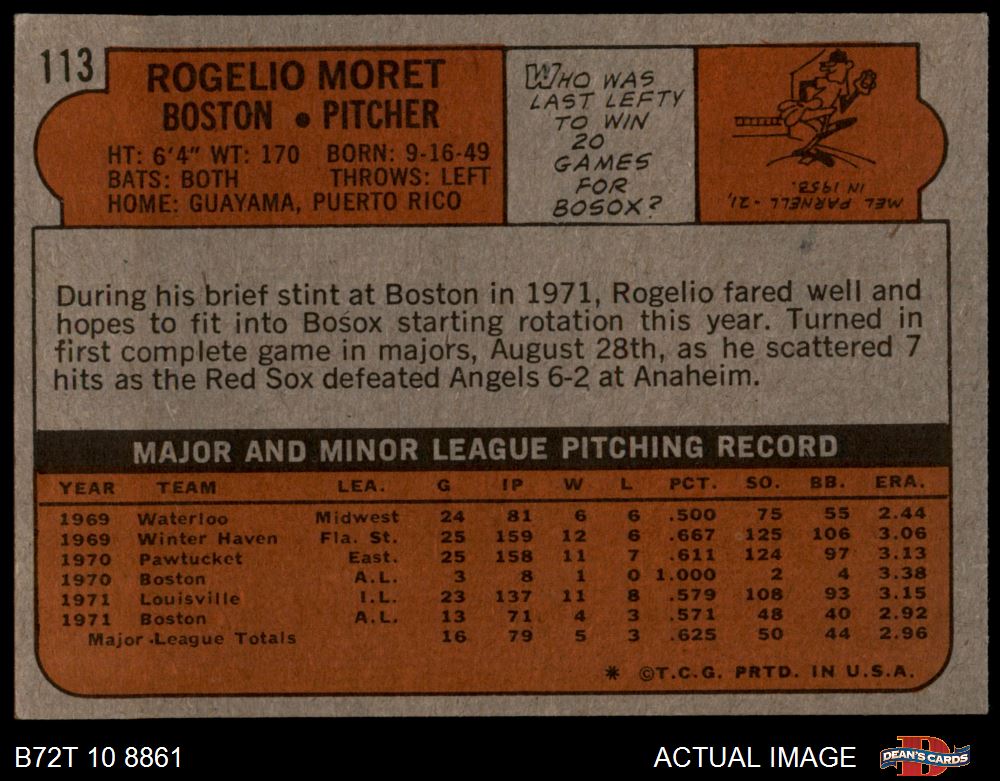 113
ROGELIO MORET
BOSTON • PITCHER
HT: 6'4" WT: 170 BORN: 9-16-49
BATS: BOTH THROWS: LEFT
HOME: GUAYAMA, PUERTO RICO
WHO WAS
LAST LEFTY
TO WIN
20
GAMES
FOR
BOSOX?
MEL PARNELL -21,
IN 1953.
During his brief stint at Boston in 1971, Rogelio fared well and
hopes to fit into Bosox starting rotation this year. Turned in
first complete game in majors, August 28th, as he scattered 7
hits as the Red Sox defeated Angels 6-2 at Anaheim.
MAJOR AND MINOR LEAGUE PITCHING RECORD
YEAR TEAM LEA. G IP W L PCT. SO. BB. ERA.
1969 Waterloo Midwest 24 81 6 6 .500 75 55 2.44
1969 Winter Haven Fla. St. 25 159 12 6 .667 125 106 3.06
1970 Pawtucket East. 25 158 11 7 .611 124 97 3.13
1970 Boston A.L. 3 8 1 0 1.000 2 4 3.38
1971 Louisville I.L. 23 137 11 8 .579 108 93 3.15
1971 Boston A.L. 13 71 4 3 .571 48 40 2.92
Major League Totals 16 79 5 3 .625 50 44 2.96
* ©T.C.G. PRTD. IN U.S.A.
B72T 10 8861
ACTUAL IMAGE
DEAN'S CARDS